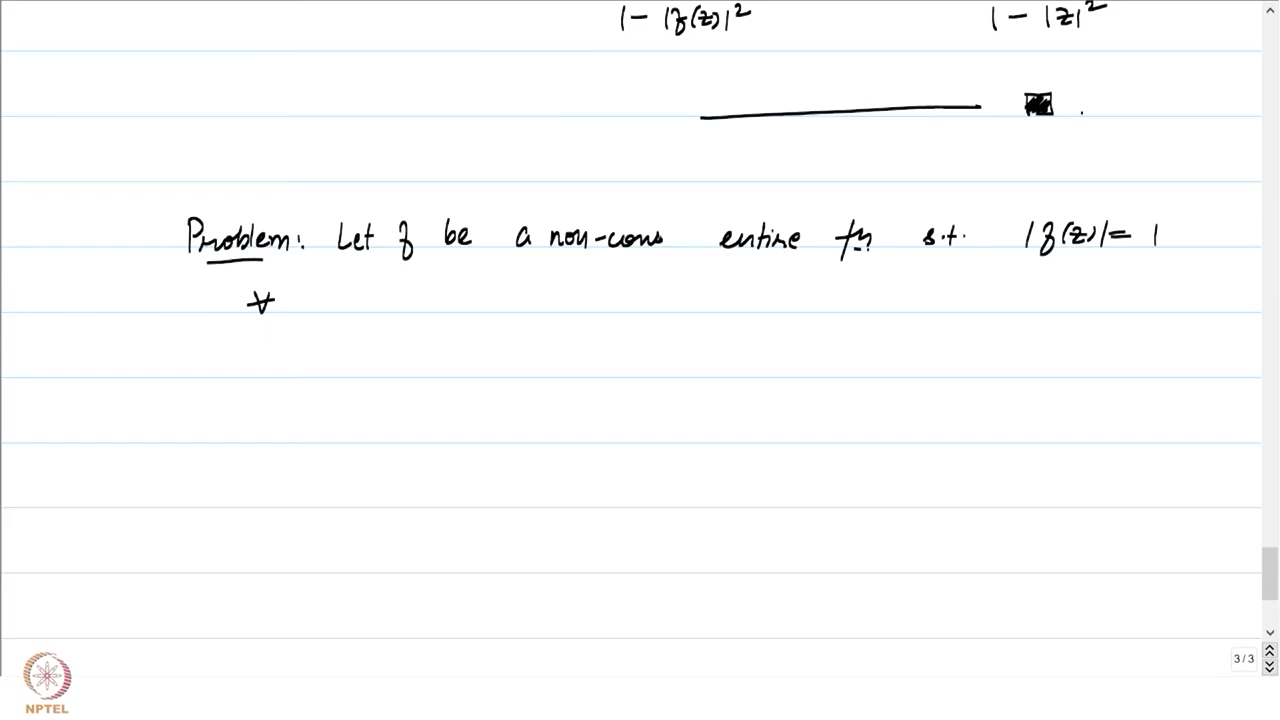 1 - |f(z)|² 1 - |z|²
Problem: Let f be a non-cons entire fn s.t. |f(z)| = 1
∀
3 / 3
NPTEL